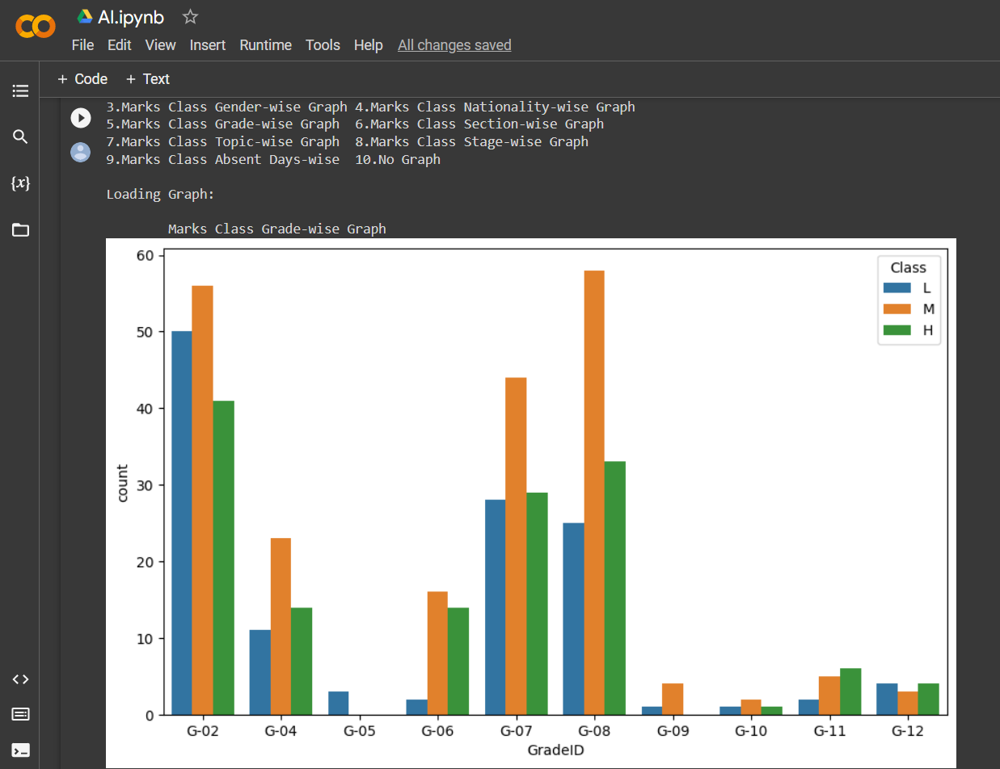 AI.ipynb
File Edit View Insert Runtime Tools Help All changes saved
+ Code + Text
3.Marks Class Gender-wise Graph 4.Marks Class Nationality-wise Graph
5.Marks Class Grade-wise Graph 6.Marks Class Section-wise Graph
7.Marks Class Topic-wise Graph 8.Marks Class Stage-wise Graph
9.Marks Class Absent Days-wise 10.No Graph
{x}
Loading Graph:
Marks Class Grade-wise Graph
Class
L
M
H
60
50
40
30
20
10
0
count
G-02 G-04 G-05 G-06 G-07 G-08 G-09 G-10 G-11 G-12
GradeID